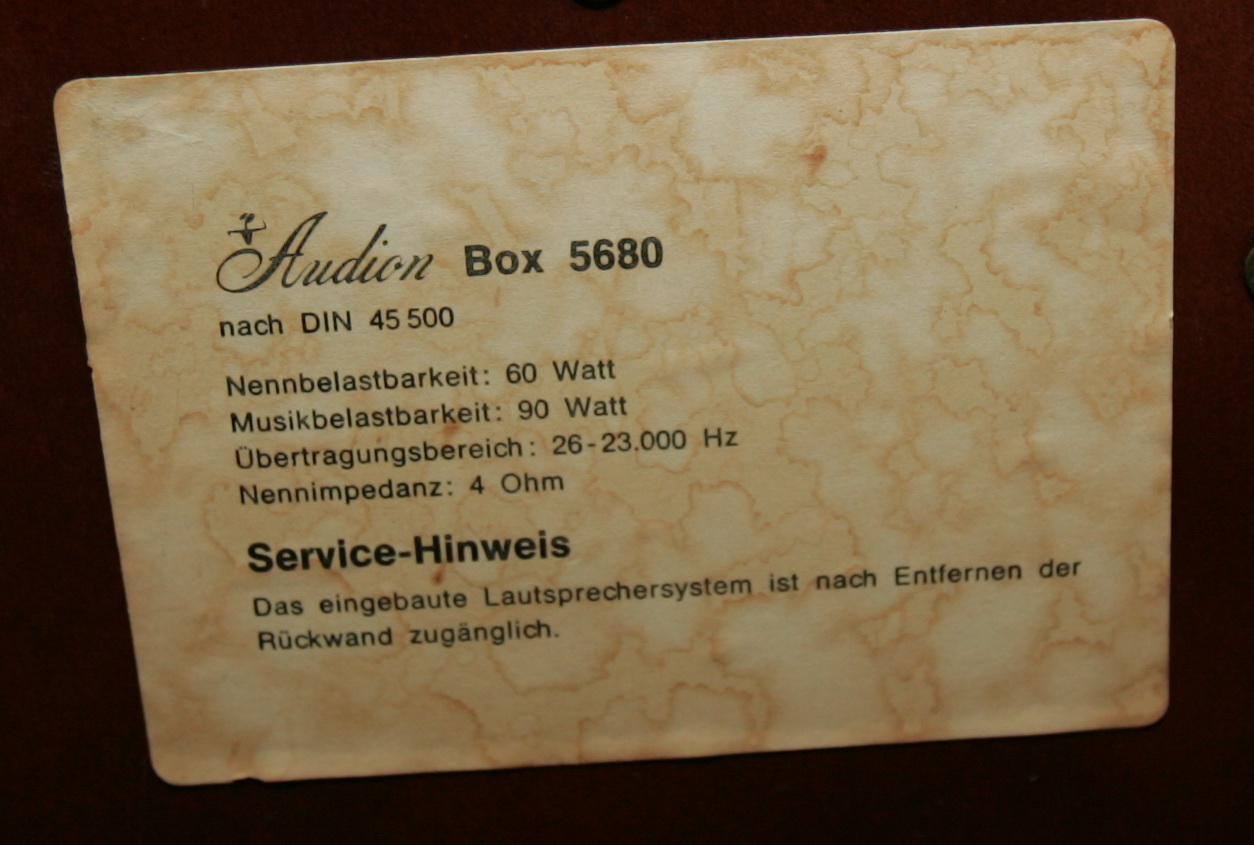 Audion Box 5680
nach DIN 45 500
Nennbelastbarkeit: 60 Watt
Musikbelastbarkeit: 90 Watt
Übertragungsbereich: 26-23.000 Hz
Nennimpedanz: 4 Ohm
Service-Hinweis
Das eingebaute Lautsprechersystem ist nach Entfernen der
Rückwand zugänglich.